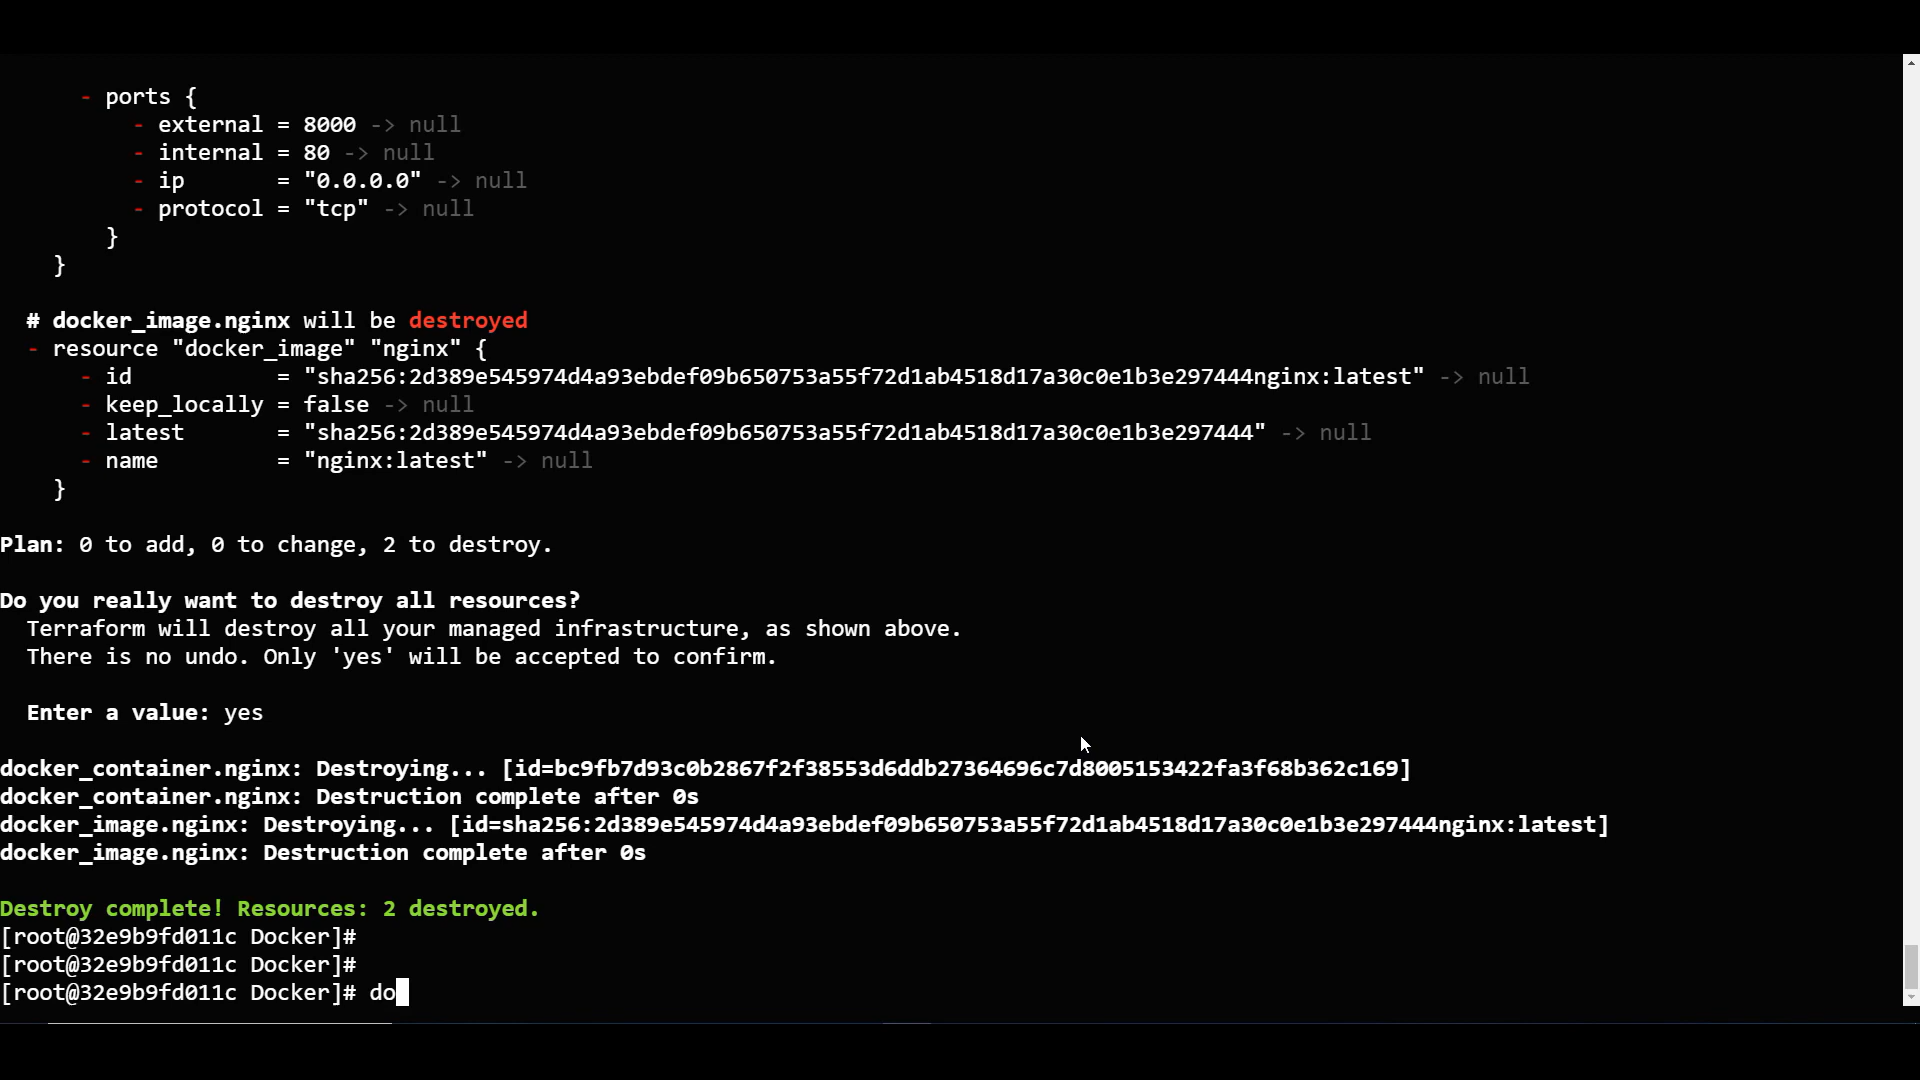 - ports {
- external = 8000 -> null
- internal = 80 -> null
- ip       = "0.0.0.0" -> null
- protocol = "tcp" -> null
}
}
# docker_image.nginx will be destroyed
- resource "docker_image" "nginx" {
- id           = "sha256:2d389e545974d4a93ebdef09b650753a55f72d1ab4518d17a30c0e1b3e297444nginx:latest" -> null
- keep_locally = false -> null
- latest       = "sha256:2d389e545974d4a93ebdef09b650753a55f72d1ab4518d17a30c0e1b3e297444" -> null
- name         = "nginx:latest" -> null
}
Plan: 0 to add, 0 to change, 2 to destroy.
Do you really want to destroy all resources?
Terraform will destroy all your managed infrastructure, as shown above.
There is no undo. Only 'yes' will be accepted to confirm.
Enter a value: yes
docker_container.nginx: Destroying... [id=bc9fb7d93c0b2867f2f38553d6ddb27364696c7d8005153422fa3f68b362c169]
docker_container.nginx: Destruction complete after 0s
docker_image.nginx: Destroying... [id=sha256:2d389e545974d4a93ebdef09b650753a55f72d1ab4518d17a30c0e1b3e297444nginx:latest]
docker_image.nginx: Destruction complete after 0s
Destroy complete! Resources: 2 destroyed.
[root@32e9b9fd011c Docker]#
[root@32e9b9fd011c Docker]#
[root@32e9b9fd011c Docker]# do